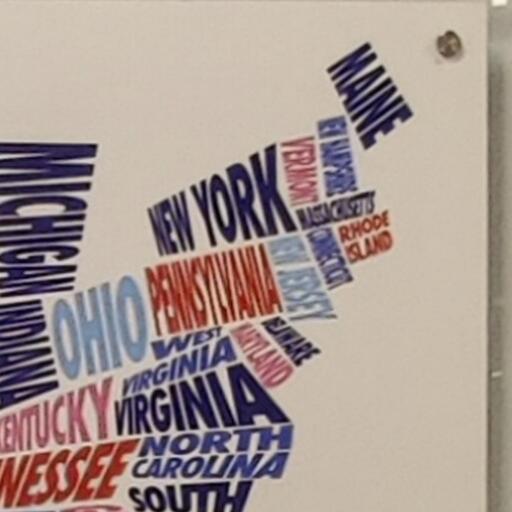 MAINE
NEW HAMPSHIRE
VERMONT
MASSACHUSETTS
RHODE
ISLAND
CONNECTICUT
NEW YORK
MICHIGAN
PENNSYLVANIA
NEW JERSEY
OHIO
INDIANA
DELAWARE
MARYLAND
WEST
VIRGINIA
VIRGINIA
KENTUCKY
NORTH
CAROLINA
NESSEE
SOUTH